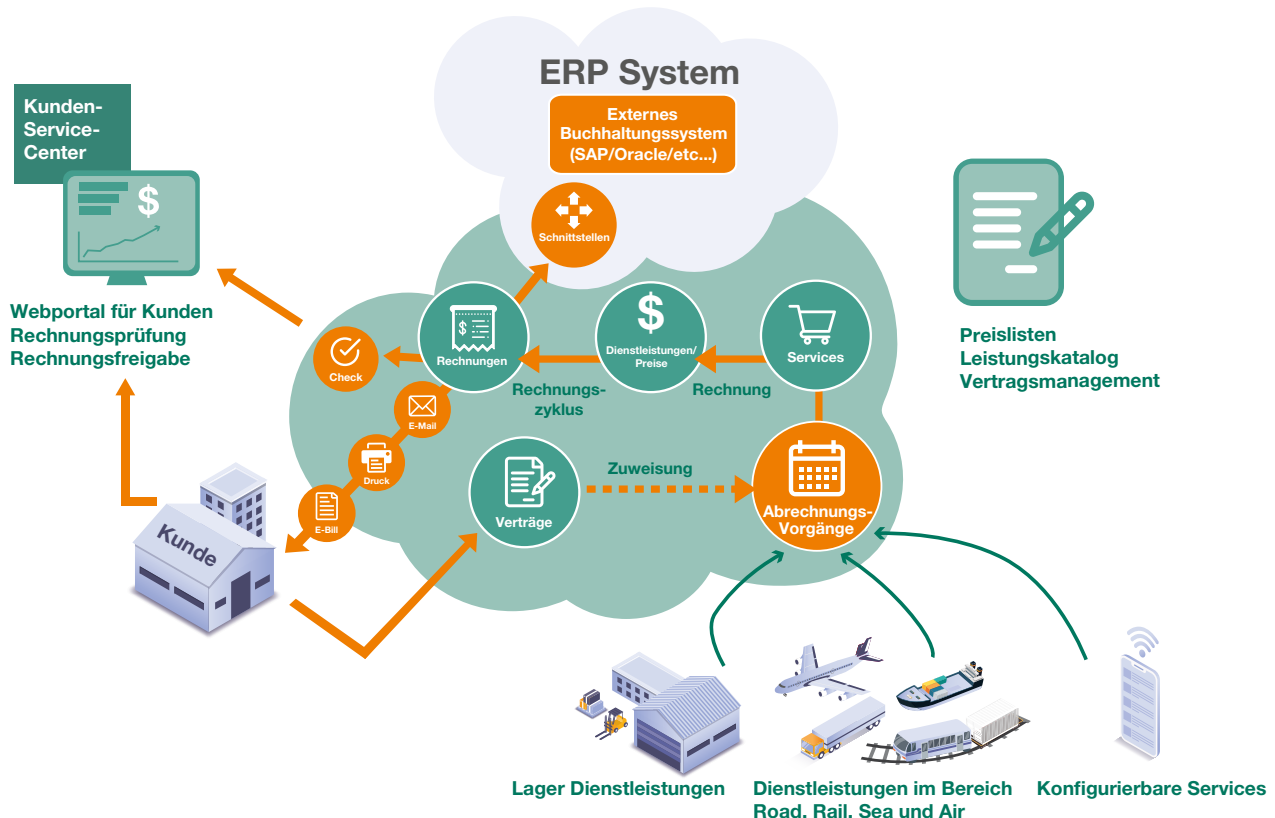 ERP System
Externes
Buchhaltungssystem
(SAP/Oracle/etc...)
Kunden-
Service-
Center
$
Webportal für Kunden
Rechnungsprüfung
Rechnungsfreigabe
Schnittstellen
$
Rechnungen
$
Dienstleistungen/
Preise
Services
Check
Rechnungs-
zyklus
Rechnung
E-Mail
Druck
E-Bill
Verträge
Zuweisung
Abrechnungs-
Vorgänge
Preislisten
Leistungskatalog
Vertragsmanagement
Kunde
Lager Dienstleistungen
Dienstleistungen im Bereich
Road, Rail, Sea und Air
Konfigurierbare Services